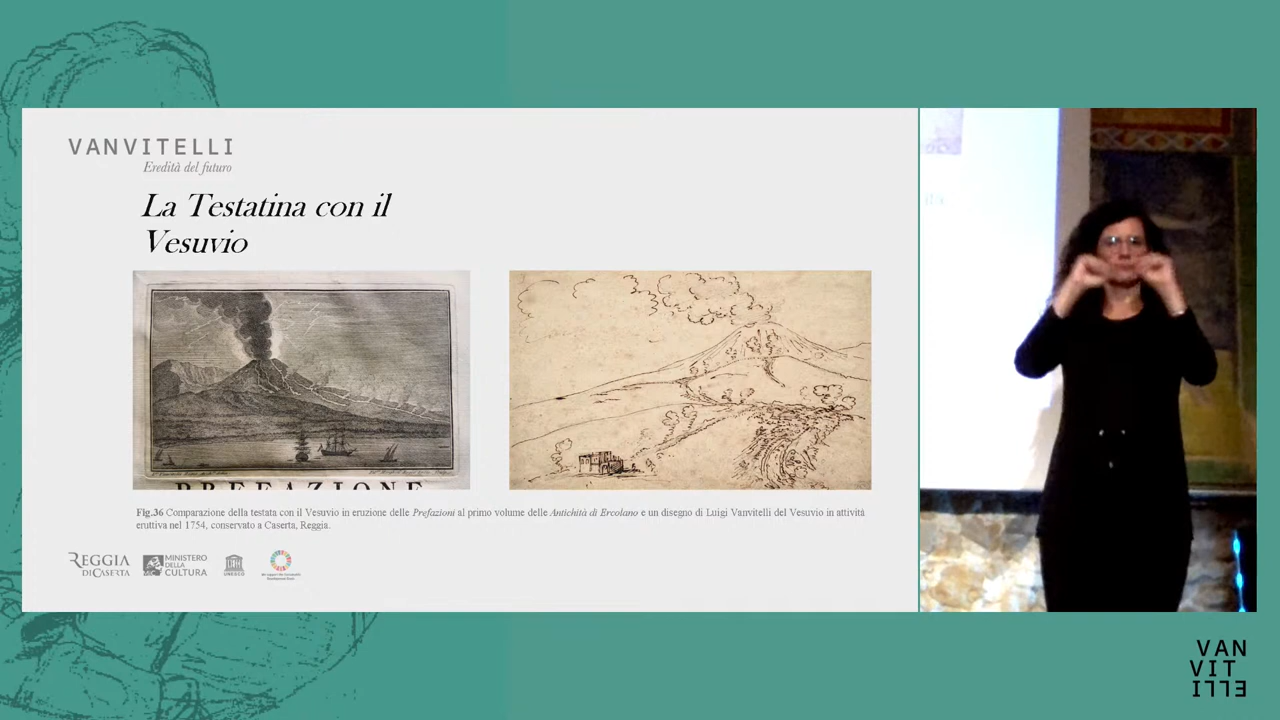 VANVITELLI
Eredità del futuro
La Testatina con il
Vesuvio
PREFAZIONE
Fig.36 Comparazione della testata con il Vesuvio in eruzione delle Prefazioni al primo volume delle Antichità di Ercolano e un disegno di Luigi Vanvitelli del Vesuvio in attività
eruttiva nel 1754, conservato a Caserta, Reggia.
REGGIA
DI CASERTA
MINISTERO
DELLA
CULTURA
UNESCO
VAN
VIT
ELLI